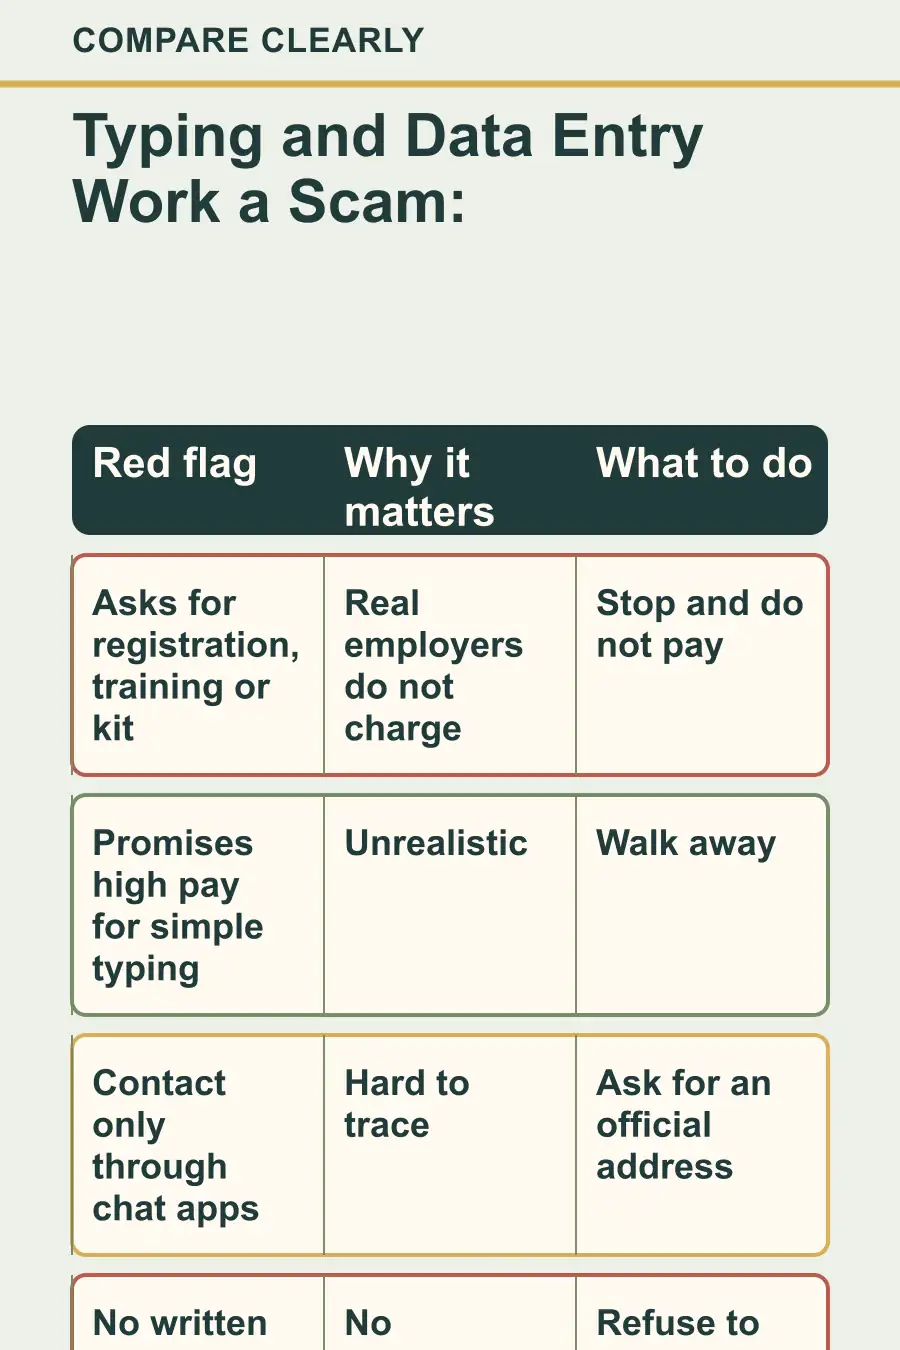 COMPARE CLEARLY
Typing and Data Entry
Work a Scam:
Red flag
Why it
matters
What to do
Asks for
registration,
training or
kit
Real
employers
do not
charge
Stop and do
not pay
Promises
high pay
for simple
typing
Unrealistic
Walk away
Contact
only
through
chat apps
Hard to
trace
Ask for an
official
address
No written
No
Refuse to